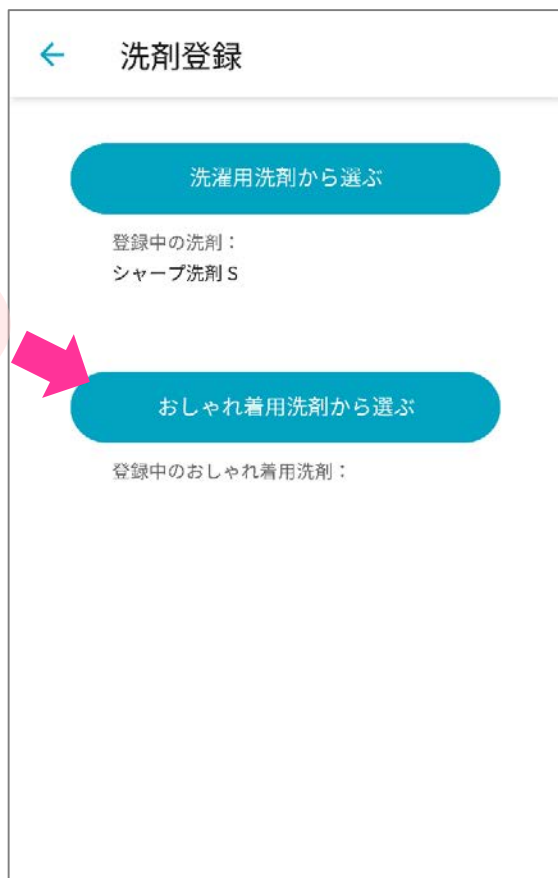 洗剤登録
洗濯用洗剤から選ぶ
登録中の洗剤：
シャープ洗剤Ｓ
おしゃれ着用洗剤から選ぶ
登録中のおしゃれ着用洗剤：